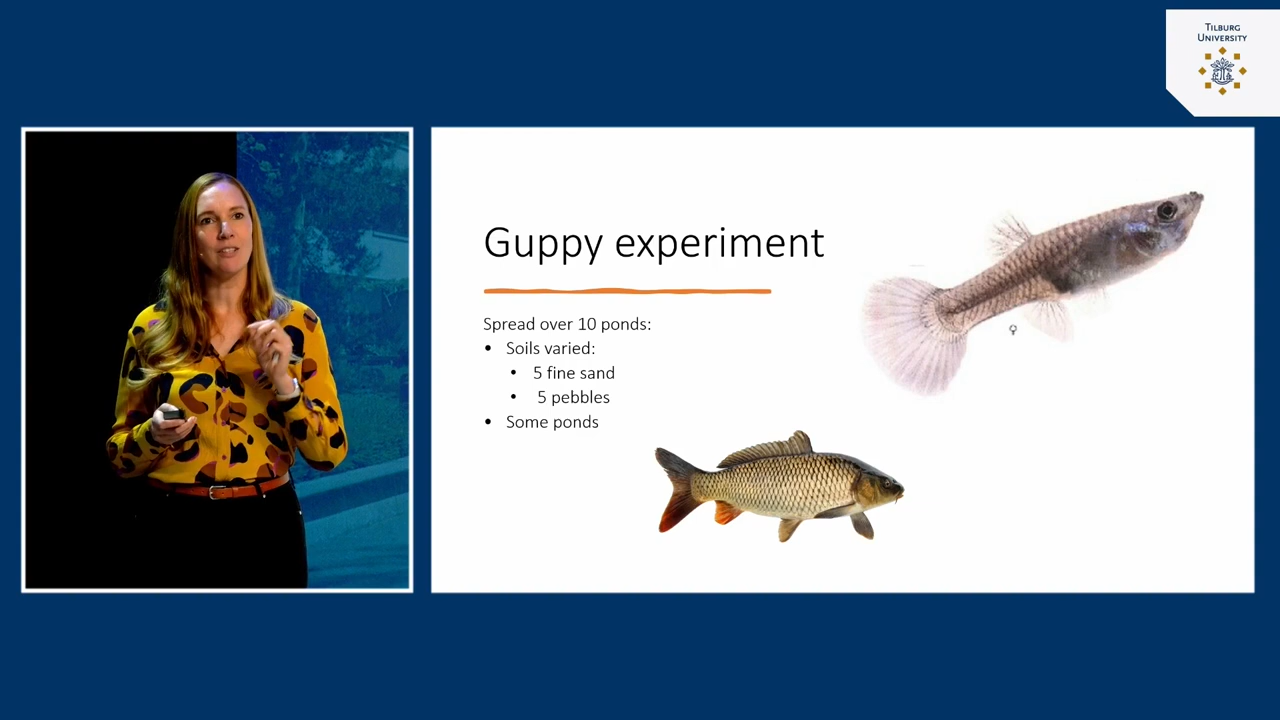 TILBURG
UNIVERSITY
Guppy experiment
Spread over 10 ponds:
• Soils varied:
• 5 fine sand
• 5 pebbles
• Some ponds
♀